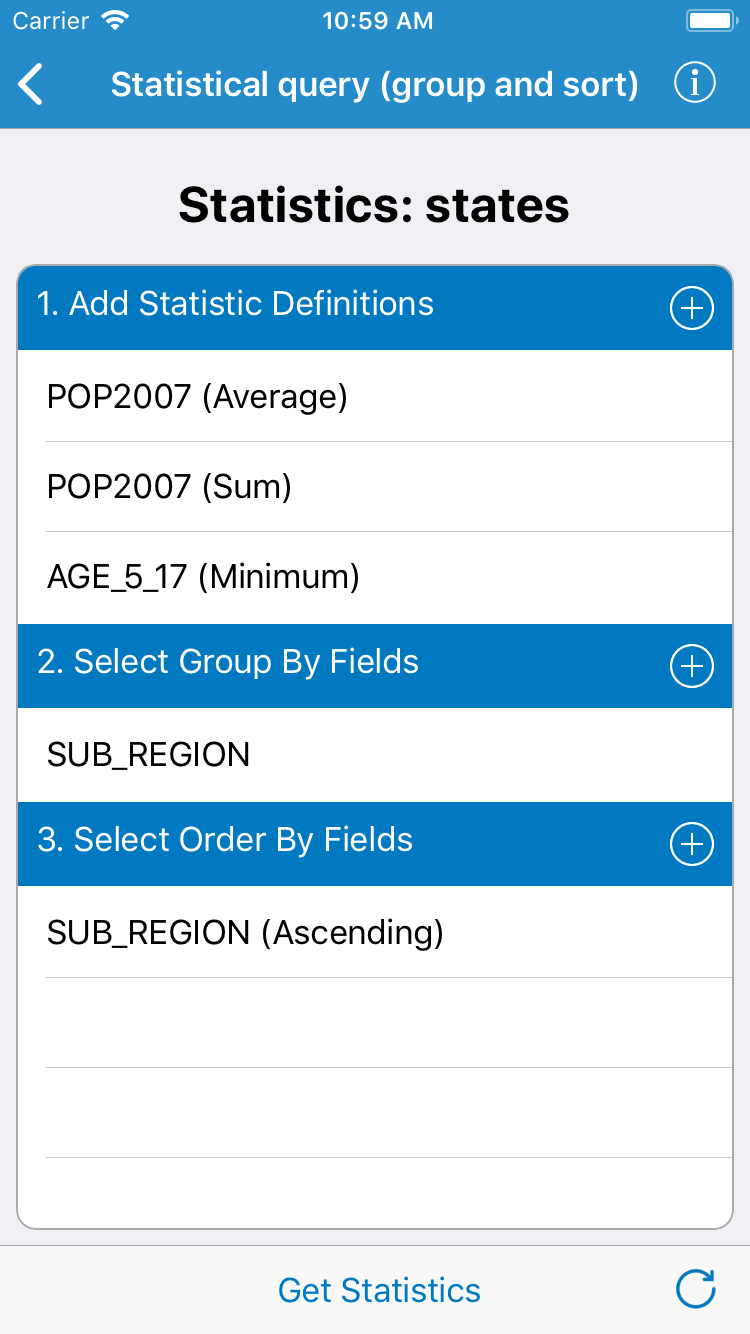 Carrier 10:59 AM
Statistical query (group and sort)
Statistics: states
1. Add Statistic Definitions
POP2007 (Average)
POP2007 (Sum)
AGE_5_17 (Minimum)
2. Select Group By Fields
SUB_REGION
3. Select Order By Fields
SUB_REGION (Ascending)
Get Statistics